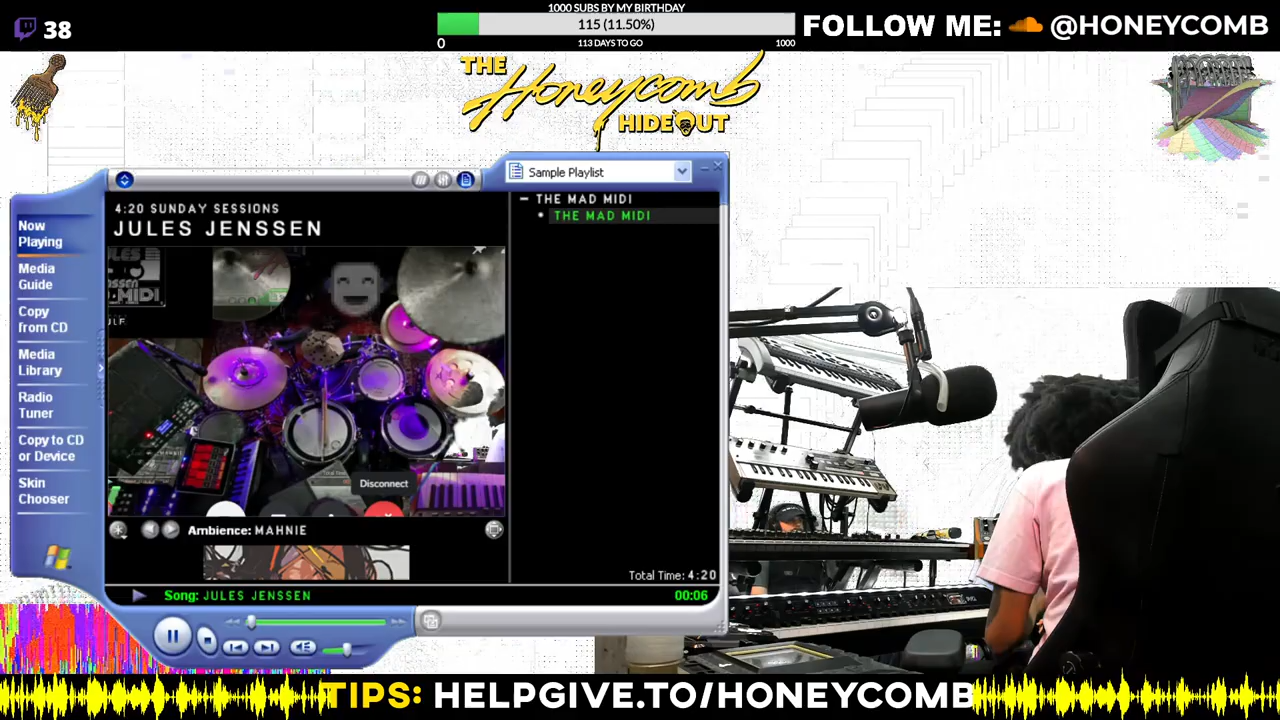 38
1000 SUBS BY MY BIRTHDAY
115 (11.50%)
0
113 DAYS TO GO
1000
FOLLOW ME: @HONEYCOMB
THE
Honeycomb
HIDEOUT
Sample Playlist
THE MAD MIDI
THE MAD MIDI
4:20 SUNDAY SESSIONS
JULES JENSSEN
Now
Playing
Media
Guide
Copy
from CD
Media
Library
Radio
Tuner
Copy to CD
or Device
Skin
Chooser
MIDI
Disconnect
Ambience: MAHNIE
Total Time: 4:20
Song: JULES JENSSEN
00:06
TIPS: HELPGIVE.TO/HONEYCOMB